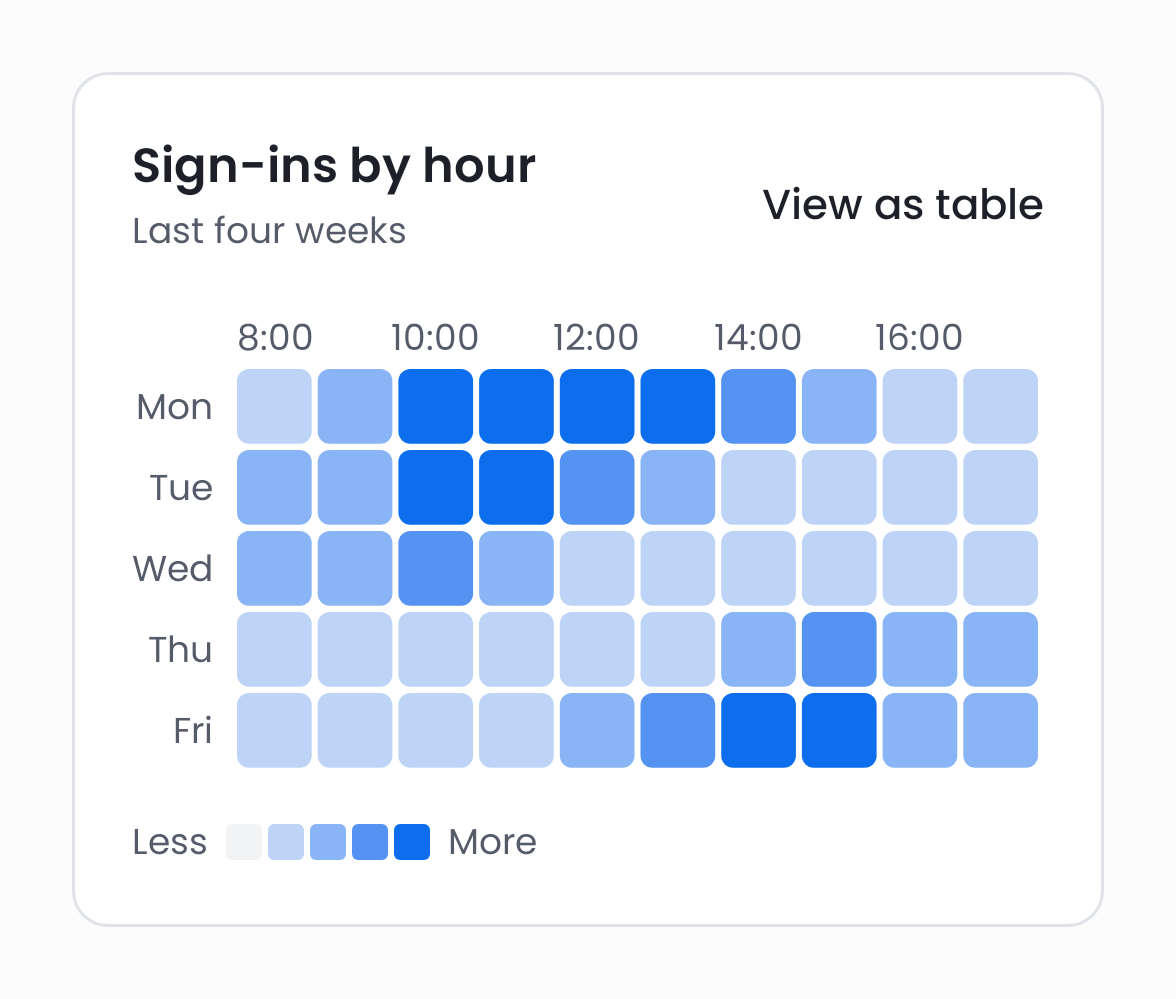 Sign-ins by hour
Last four weeks
View as table
8:00 10:00 12:00 14:00 16:00
Mon
Tue
Wed
Thu
Fri
Less More